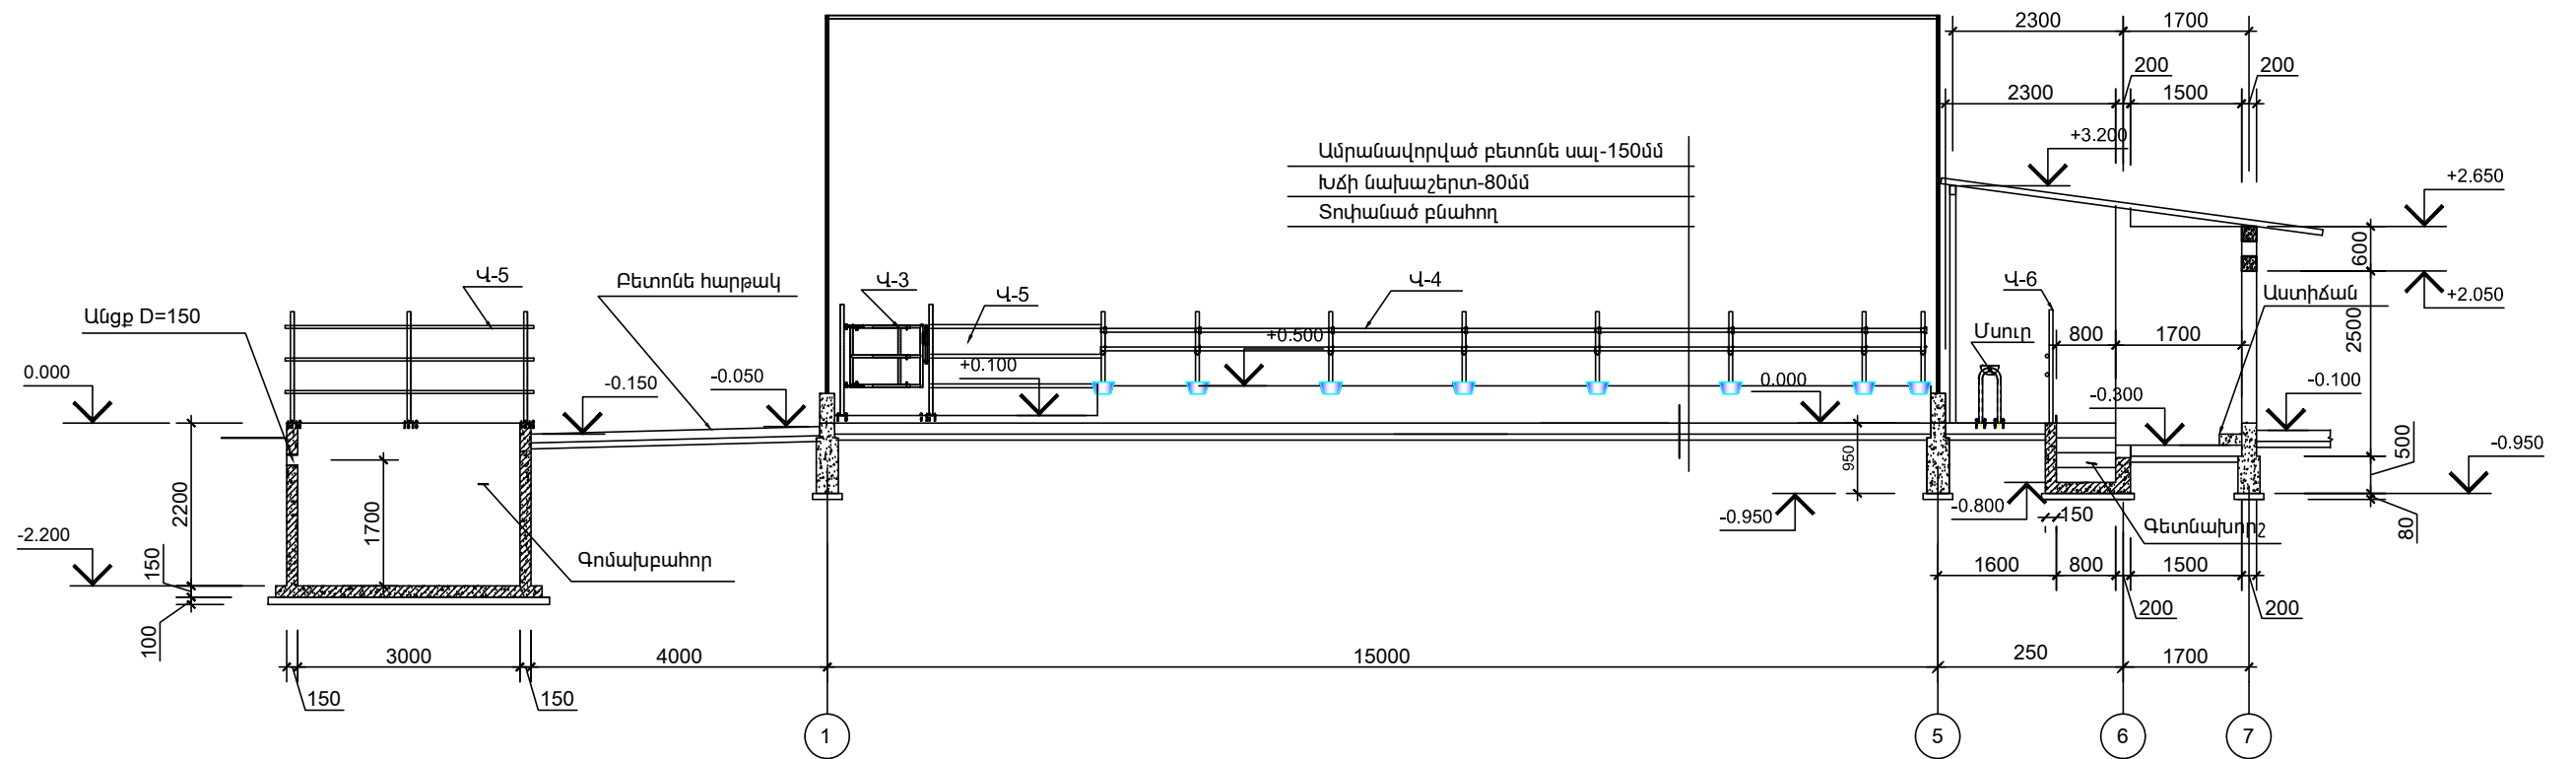 2300 1700
200 200
2300 1500
+3.200
Ամրանավորված բետոնե սալ-150մմ
Խճի նախաշերտ-80մմ
Տոփանած բնահող
+2.650
600
+2.050
Վ-5
Բետոնե հարթակ
Վ-3
Վ-5
Վ-4
Վ-6
Աստիճան
Անցք D=150
Մսուր
800 1700
2500
+0.500
+0.100
0.000
-0.150
-0.050
0.000
-0.300
-0.100
950
500
-0.950
2200
1700
-2.200
150
100
Գոմախբահոր
-0.950
-0.800
150
Գետնախորշ
80
1600 800 1500
200 200
3000 4000 15000 250 1700
150 150
1 5 6 7